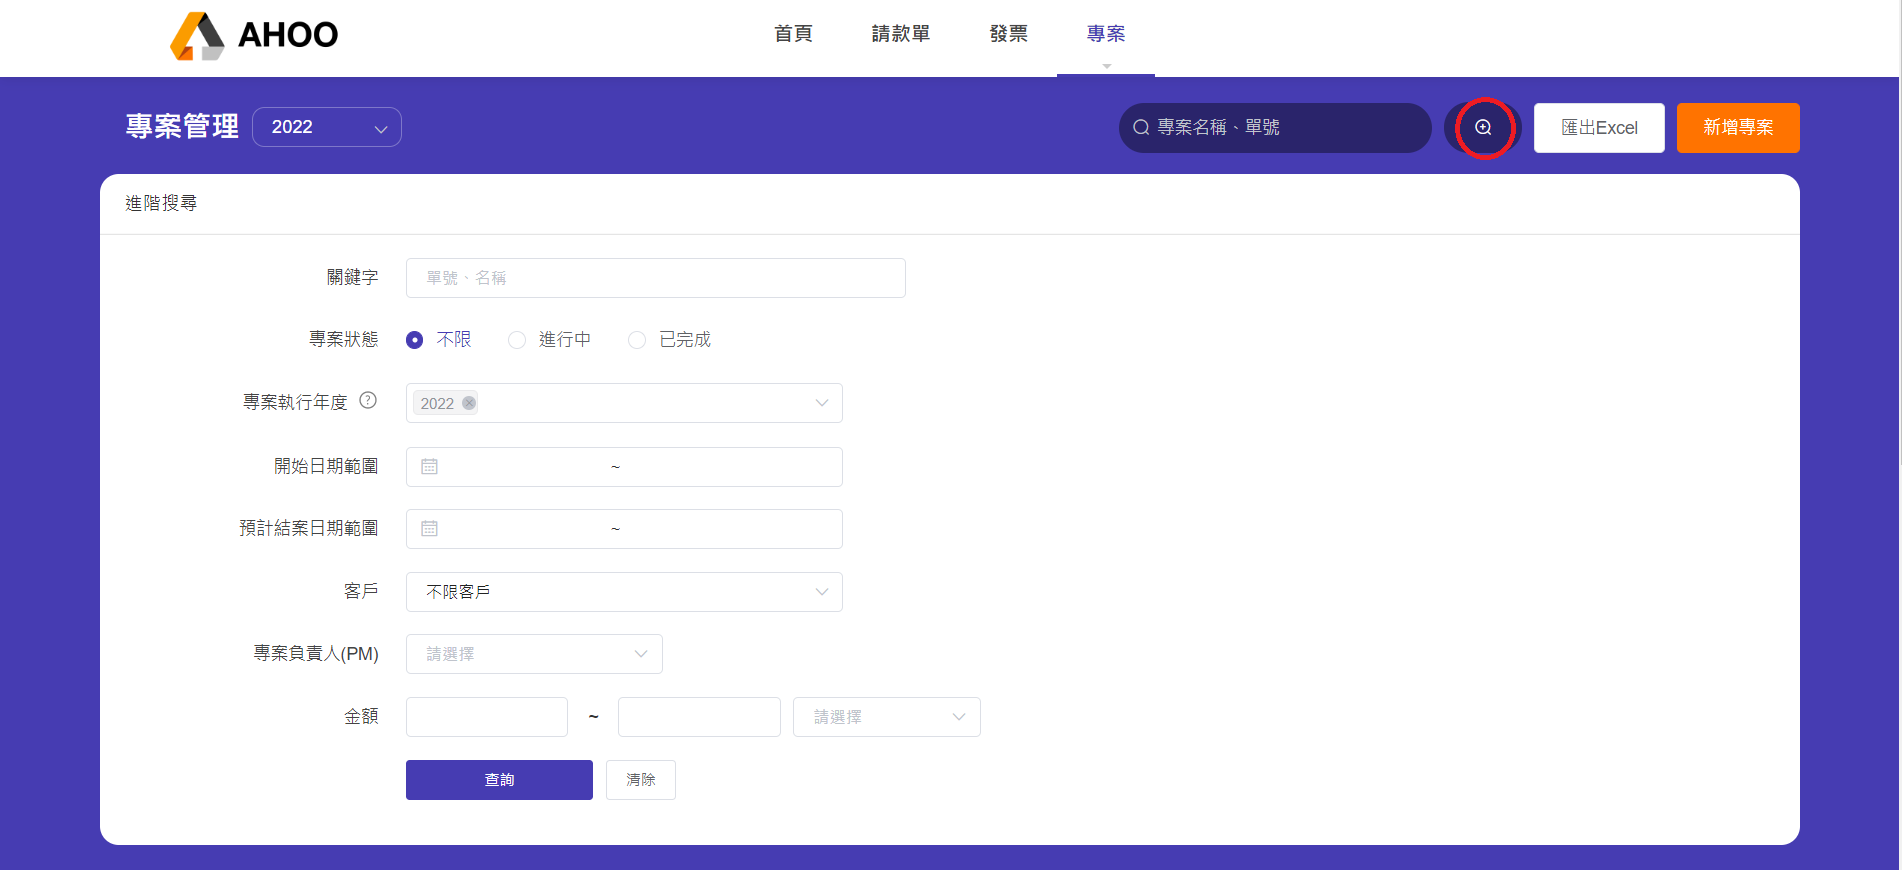 AHOO
首頁 請款單 發票 專案
專案管理 2022 專案名稱、單號 匯出Excel 新增專案
進階搜尋
關鍵字 單號、名稱
專案狀態 不限 進行中 已完成
專案執行年度 ? 2022
開始日期範圍 ~
預計結案日期範圍 ~
客戶 不限客戶
專案負責人(PM) 請選擇
金額 ~ 請選擇
查詢 清除